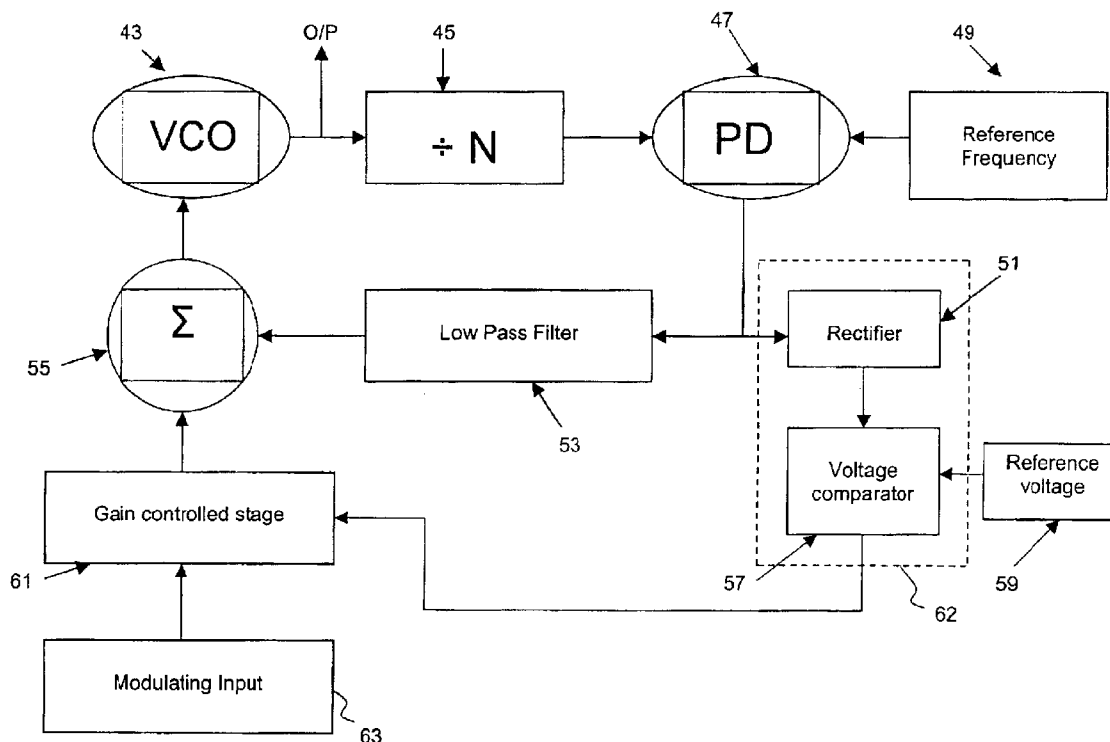 43
O/P
45
47
49
VCO
÷ N
PD
Reference
Frequency
51
Σ
Low Pass Filter
Rectifier
55
53
Voltage
comparator
Reference
voltage
Gain controlled stage
61
57
62
59
Modulating Input
63